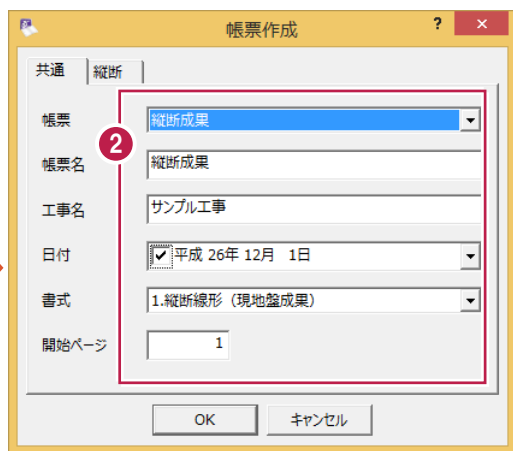 帳票作成
? ×
共通 縦断
帳票 縦断成果
2
帳票名 縦断成果
工事名 サンプル工事
日付 平成 26年 12月 1日
書式 1.縦断線形（現地盤成果）
開始ページ 1
OK キャンセル